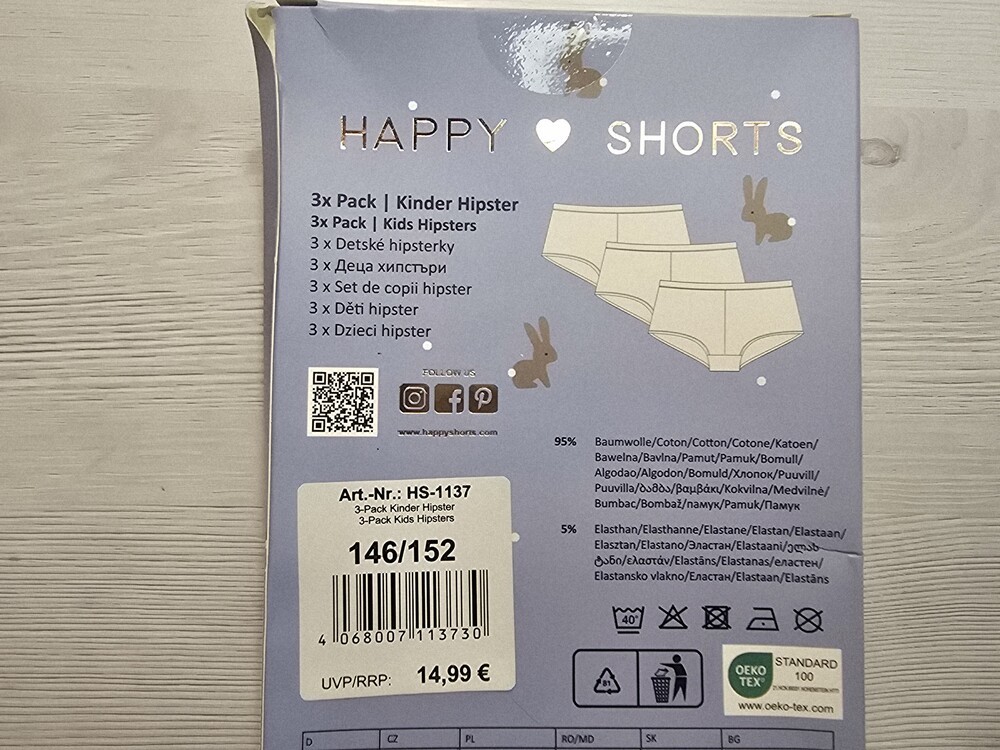 HAPPY SHORTS
3x Pack | Kinder Hipster
3x Pack | Kids Hipsters
3 x Detské hipsterky
3 x Деца хипстъри
3 x Set de copii hipster
3 x Děti hipster
3 x Dzieci hipster
FOLLOW US
www.happyshorts.com
95% Baumwolle/Coton/Cotton/Cotone/Katoen/
Bawelna/Bavlna/Pamut/Pamuk/Bomull/
Algodao/Algodon/Bomuld/Хлопок/Puuvill/
Puuvilla/ბამბა/βαμβάκι/Kokvilna/Medvilné/
Bumbac/Bombaž/памук/Pamuk/Памук
5% Elasthan/Elasthanne/Elastane/Elastan/Elastaan/
Elasztan/Elastano/Эластан/Elastaani/ელას
ტანი/ελαστάν/Elastāns/Elastanas/еластен/
Elastansko vlakno/Еластан/Elastaan/Elastāns
Art.-Nr.: HS-1137
3-Pack Kinder Hipster
3-Pack Kids Hipsters
146/152
4 068007 113730
UVP/RRP: 14,99 €
40°
81
OEKO
TEX®
STANDARD
100
www.oeko-tex.com
D CZ PL RO/MD SK BG